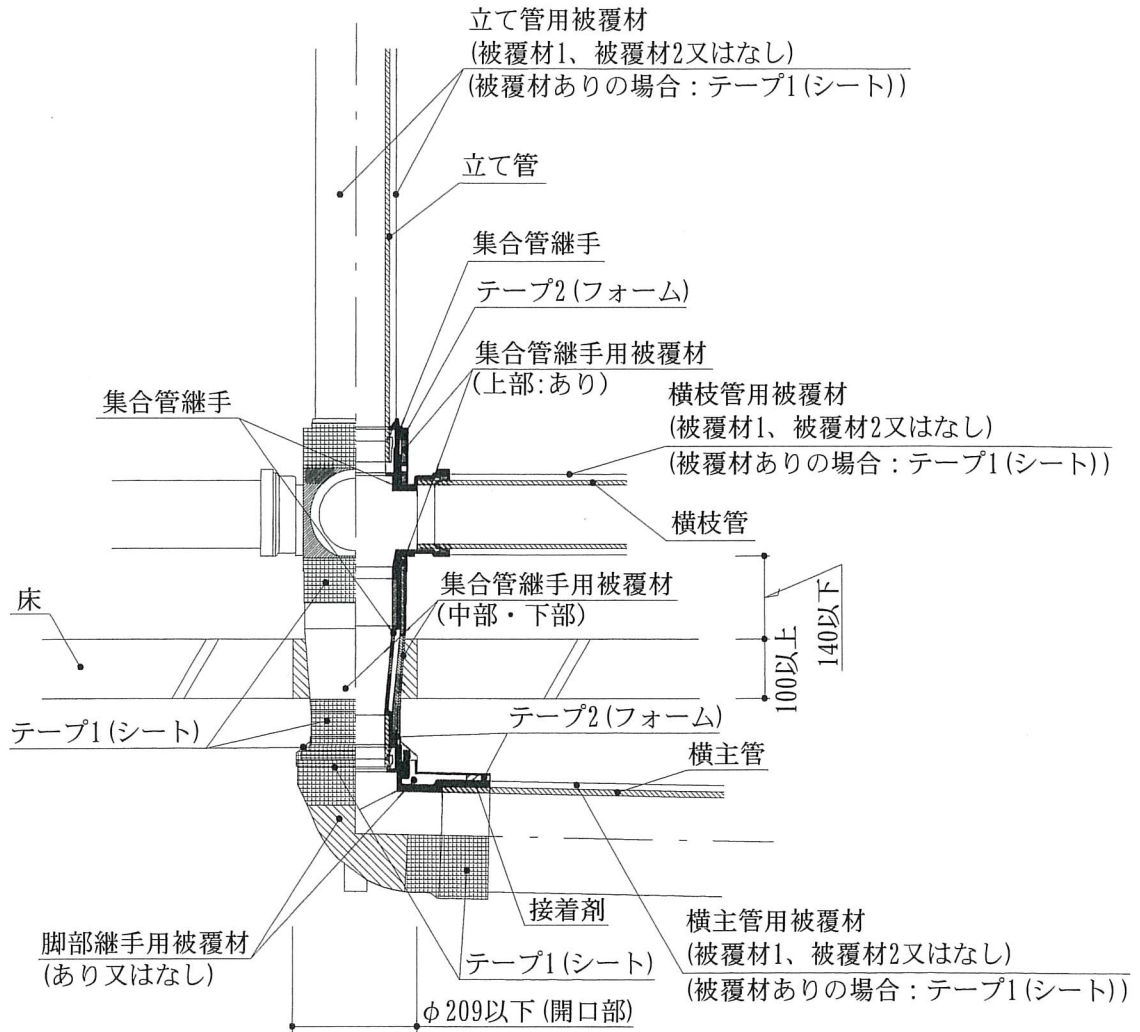 立て管用被覆材
(被覆材1、被覆材2又はなし)
(被覆材ありの場合：テープ1(シート))
立て管
集合管継手
テープ2(フォーム)
集合管継手用被覆材
(上部:あり)
集合管継手
横枝管用被覆材
(被覆材1、被覆材2又はなし)
(被覆材ありの場合：テープ1(シート))
横枝管
集合管継手用被覆材
(中部・下部)
床
100以上
140以下
テープ1(シート)
テープ2(フォーム)
横主管
接着剤
脚部継手用被覆材
(あり又はなし)
テープ1(シート)
横主管用被覆材
(被覆材1、被覆材2又はなし)
(被覆材ありの場合：テープ1(シート))
φ209以下(開口部)